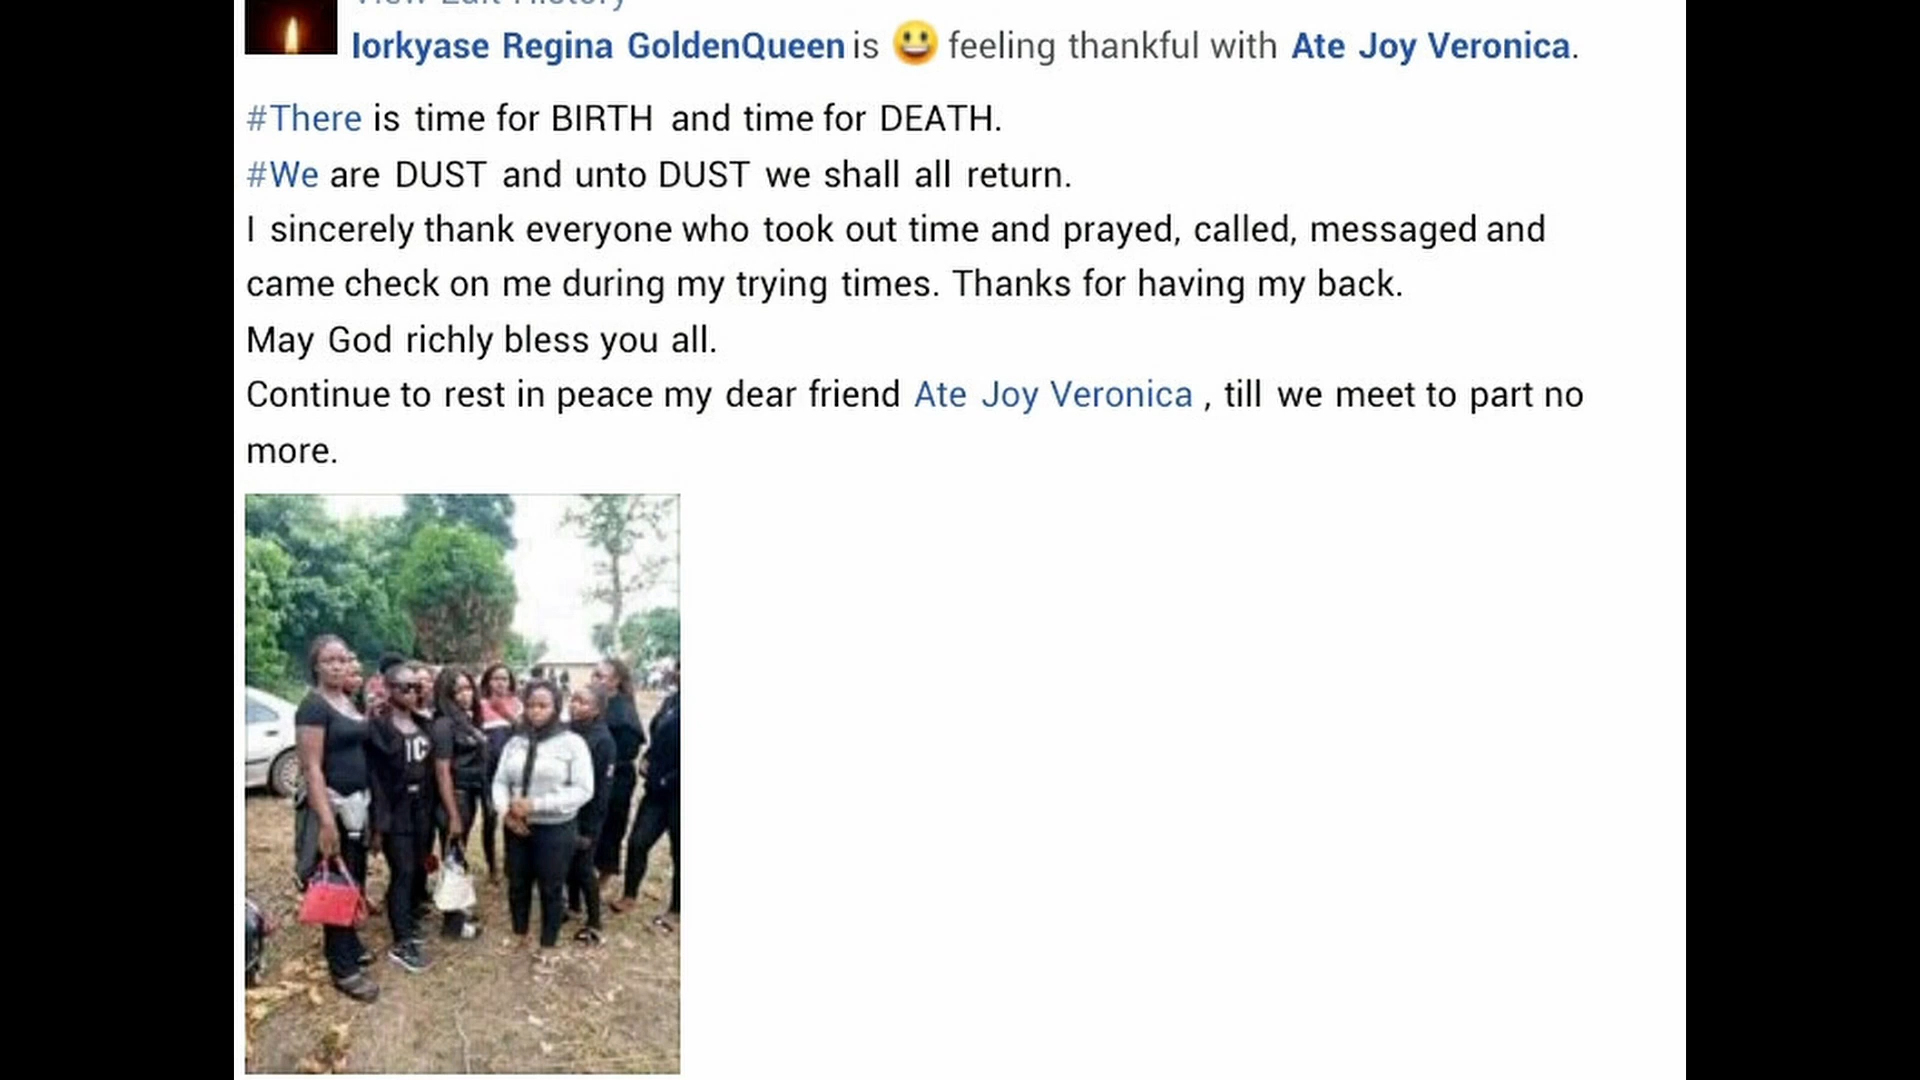 View Edit History
Iorkyase Regina GoldenQueen is 😃 feeling thankful with Ate Joy Veronica.
#There is time for BIRTH and time for DEATH.
#We are DUST and unto DUST we shall all return.
I sincerely thank everyone who took out time and prayed, called, messaged and
came check on me during my trying times. Thanks for having my back.
May God richly bless you all.
Continue to rest in peace my dear friend Ate Joy Veronica , till we meet to part no
more.